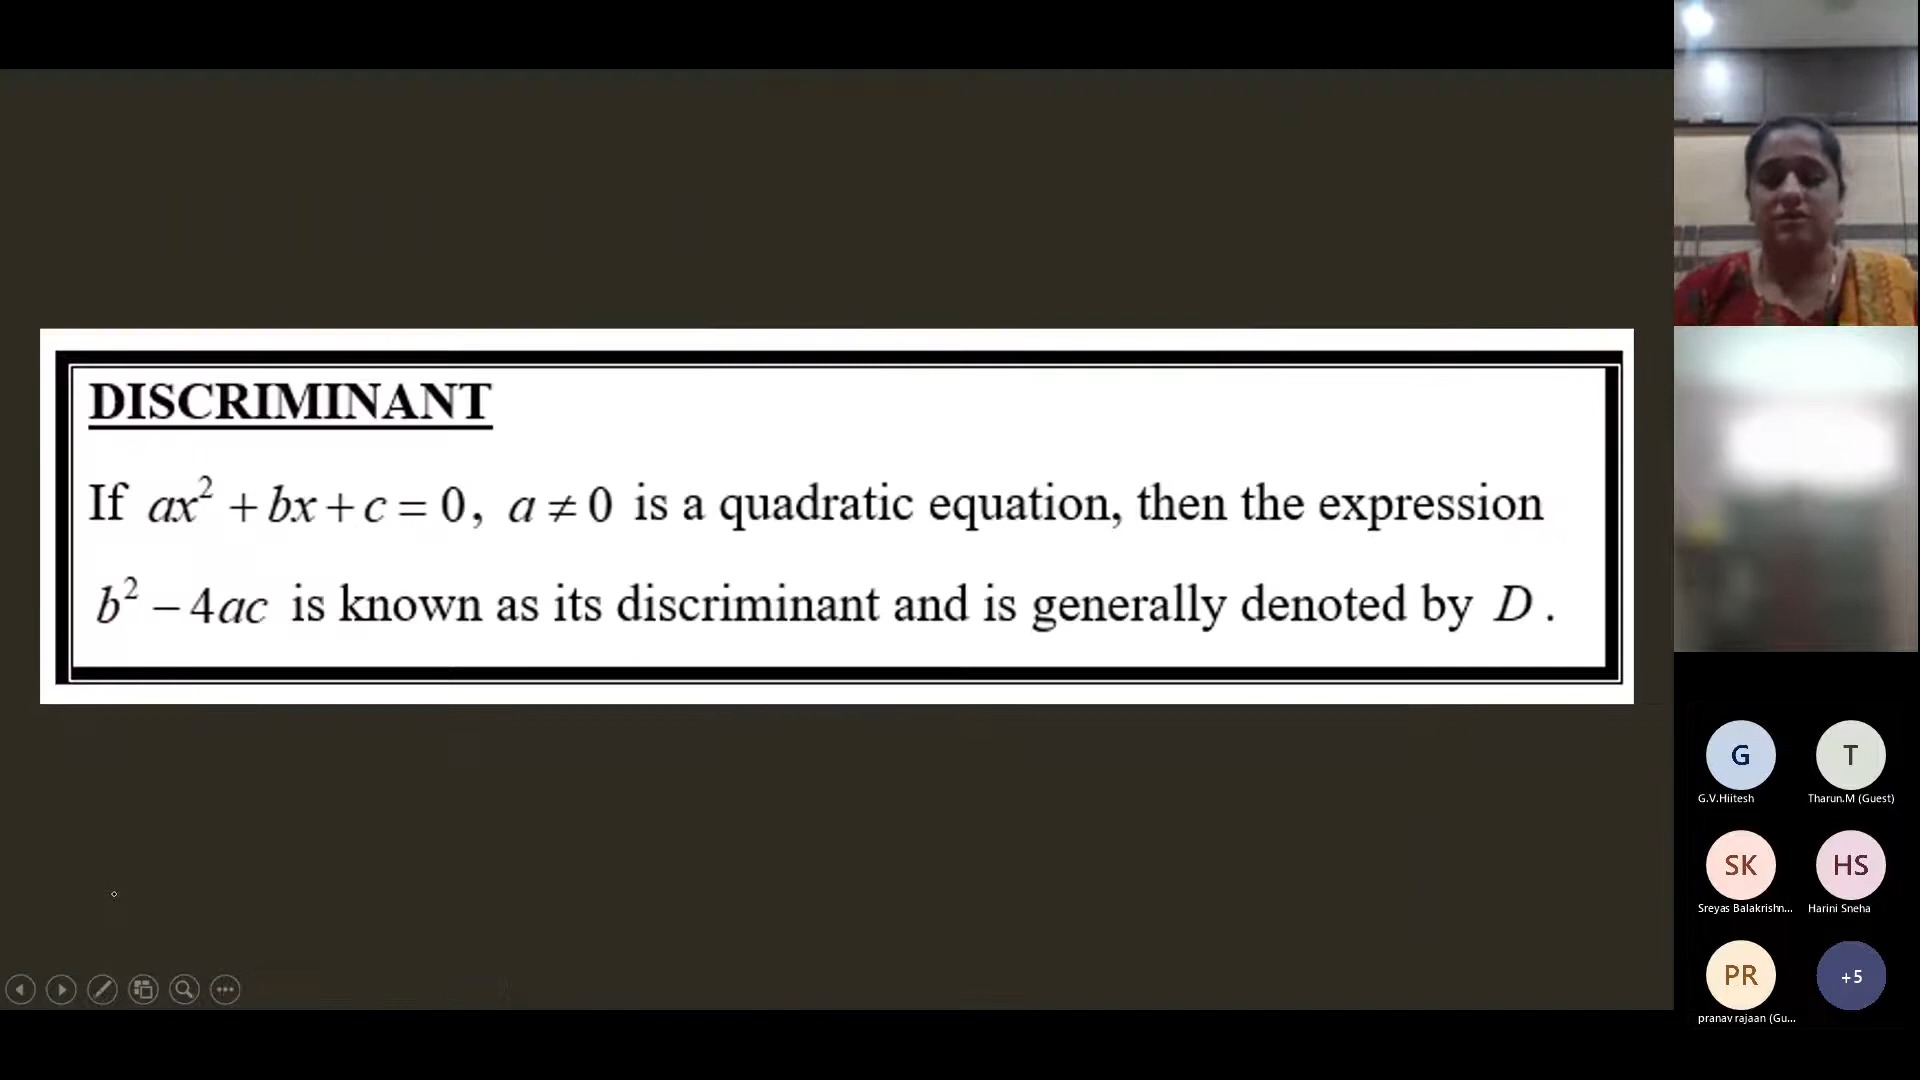 DISCRIMINANT
If ax² + bx + c = 0, a ≠ 0 is a quadratic equation, then the expression
b² − 4ac is known as its discriminant and is generally denoted by D.
G
T
G.V.Hiitesh
Tharun.M (Guest)
SK
HS
Sreyas Balakrishn...
Harini Sneha
PR
+5
pranav rajaan (Gu...